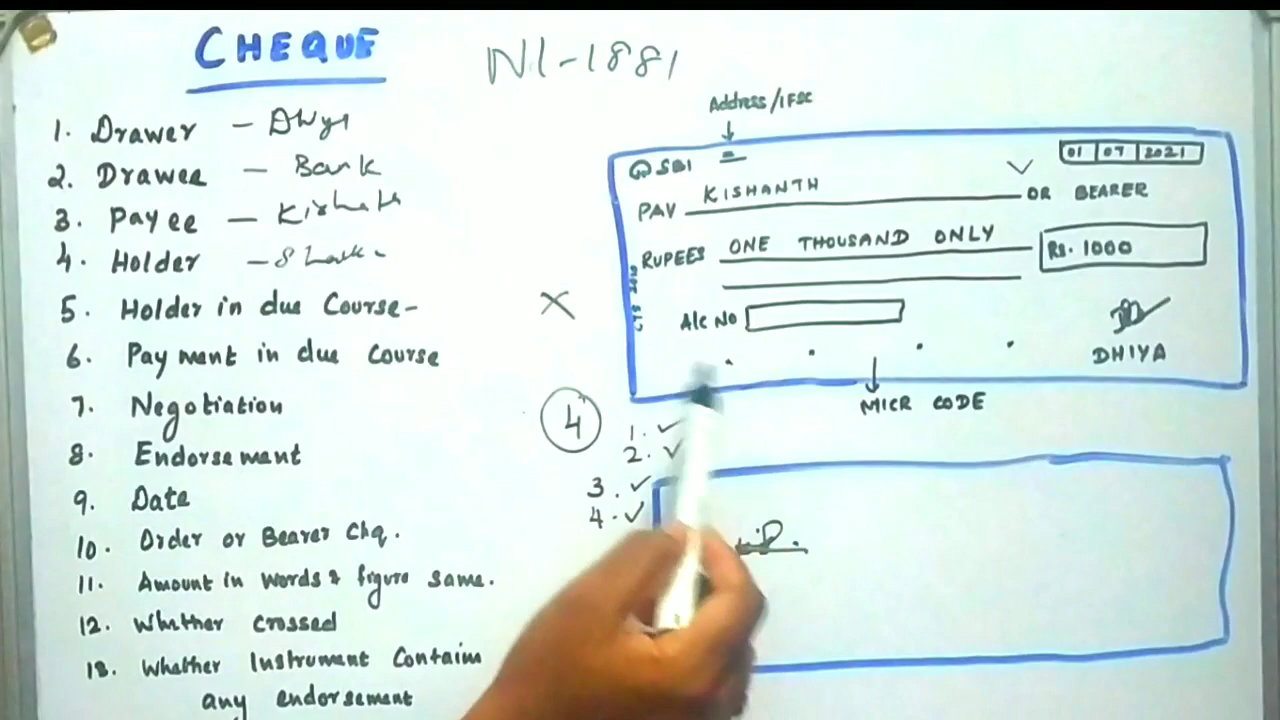 CHEQUE
NI-1881
1. Drawer - Dhya
2. Drawee - Bank
3. Payee - Kishanth
4. Holder -
5. Holder in due Course-
6. Payment in due Course
7. Negotiation
8. Endorsement
9. Date
10. Order or Bearer Chq.
11. Amount in words & figure same.
12. Whether crossed
13. Whether Instrument Contain
any endorsement
Address/IFSC
SBI
01 07 2021
PAY KISHANTH OR BEARER
RUPEES ONE THOUSAND ONLY
Rs. 1000
A/c No
DHIYA
MICR CODE
4
1.
2.
3.
4.